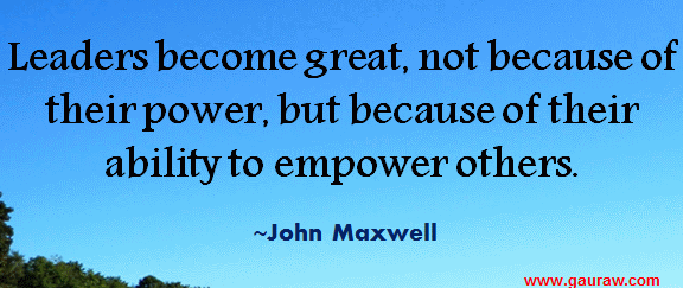 Leaders become great, not because of
their power, but because of their
ability to empower others.
~John Maxwell
www.gauraw.com